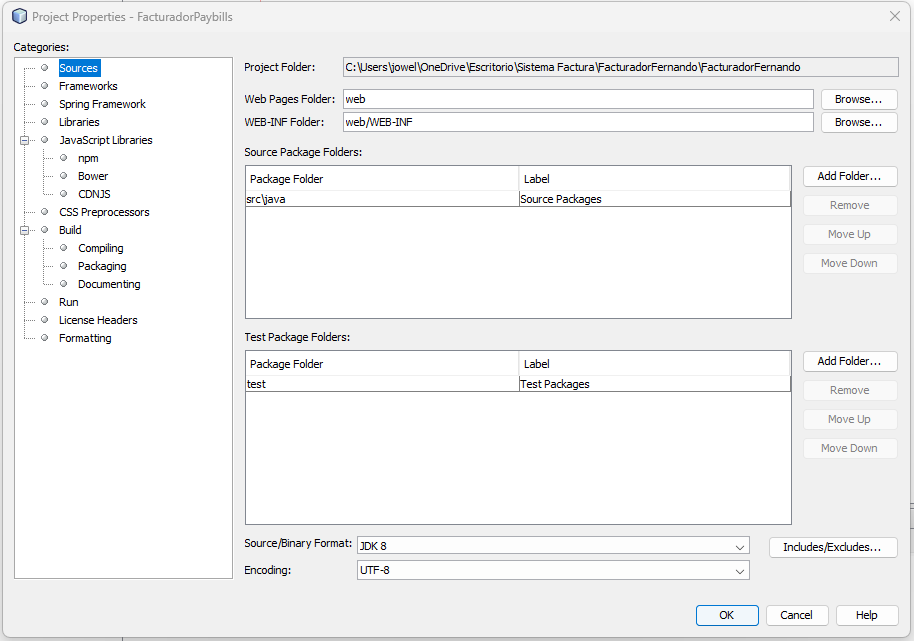 Project Properties - FacturadorPaybills
Categories:
Sources
Frameworks
Spring Framework
Libraries
JavaScript Libraries
npm
Bower
CDNJS
CSS Preprocessors
Build
Compiling
Packaging
Documenting
Run
License Headers
Formatting
Project Folder: C:\Users\jowel\OneDrive\Escritorio\Sistema Factura\FacturadorFernando\FacturadorFernando
Web Pages Folder: web Browse...
WEB-INF Folder: web/WEB-INF Browse...
Source Package Folders:
Package Folder Label
src\java Source Packages
Add Folder...
Remove
Move Up
Move Down
Test Package Folders:
Package Folder Label
test Test Packages
Add Folder...
Remove
Move Up
Move Down
Source/Binary Format: JDK 8 Includes/Excludes...
Encoding: UTF-8
OK Cancel Help